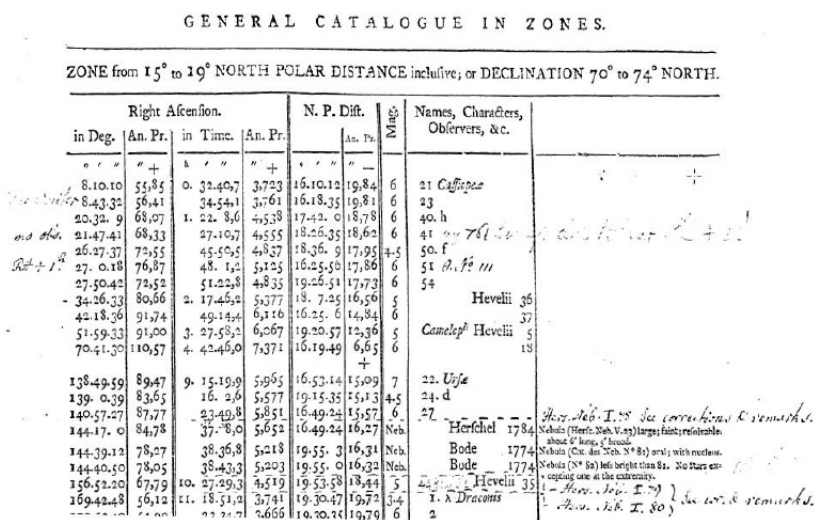 GENERAL CATALOGUE IN ZONES.
ZONE from 15° to 19° NORTH POLAR DISTANCE inclusive; or DECLINATION 70° to 74° NORTH.
Right Ascension. N. P. Dist. Mag. Names, Characters,
Observers, &c.
in Deg. An. Pr. in Time. An. Pr. An. Pr.
° ' " " + h ' " " + ° ' " " —
8.10.10 55,85 0. 32.40,7 3,723 16.10.12 19,84 6 21 Cassiopeæ
8.43.32 56,41 34.54,1 3,761 16.18.35 19,81 6 23
20.32. 9 68,07 1. 22. 8,6 4,538 17.42. 0 18,78 6 40. h
no obs. 21.47.41 68,33 27.10,7 4,555 18.26.35 18,62 6 41
26.27.37 72,55 45.50,5 4,837 18.36. 9 17,95 4.5 50. f
27. 0.18 76,87 48. 1,2 5,125 16.25.56 17,86 6 51
27.50.42 72,52 51.22,8 4,835 19.26.51 17,73 6 54
34.26.33 80,66 2. 17.46,2 5,377 18. 7.25 16,56 5 Hevelii 36
42.18.36 91,74 49.14,4 6,116 16.25. 6 14,84 6 37
51.59.33 91,00 3. 27.58,2 6,067 19.20.57 12,36 5 Camelop. Hevelii 5
70.41.30 110,57 4. 42.46,0 7,371 16.19.49 6,65 6 18
+
138.49.59 89,47 9. 15.19,9 5,965 16.53.14 15,09 7 22. Ursæ
139. 0.39 83,65 16. 2,6 5,577 19.15.35 15,13 4.5 24. d
140.57.27 87,77 23.49,8 5,851 16.49.24 15,57 6 27 Hers. Neb. I. 78 See corrections & remarks.
144.17. 0 84,78 37. 8,0 5,652 16.49.24 16,27 Neb. Herschel 1784 Nebula (Hersc. Neb. V. 23) large; faint; resolvable.
about 6' long, 5' broad.
144.39.12 78,27 38.36,8 5,218 19.55. 3 16,31 Neb. Bode 1774 Nebula (Cat. des Neb. N° 81) oval; with nucleus.
144.40.50 78,05 38.43,3 5,203 19.55. 0 16,32 Neb. Bode 1774 Nebula (N° 82) less bright than 81. No Stars ex-
cepting one at the extremity.
156.52.20 67,79 10. 27.29,3 4,519 19.53.58 18,44 5 Hevelii 35 Hers. Neb. I. 79
169.42.48 56,12 11. 18.51,2 3,741 19.30.47 19,72 3.4 1. λ Draconis Hers. Neb. I. 80 } See cor. & remarks.
3,666 19.30.35 19,79 6 2